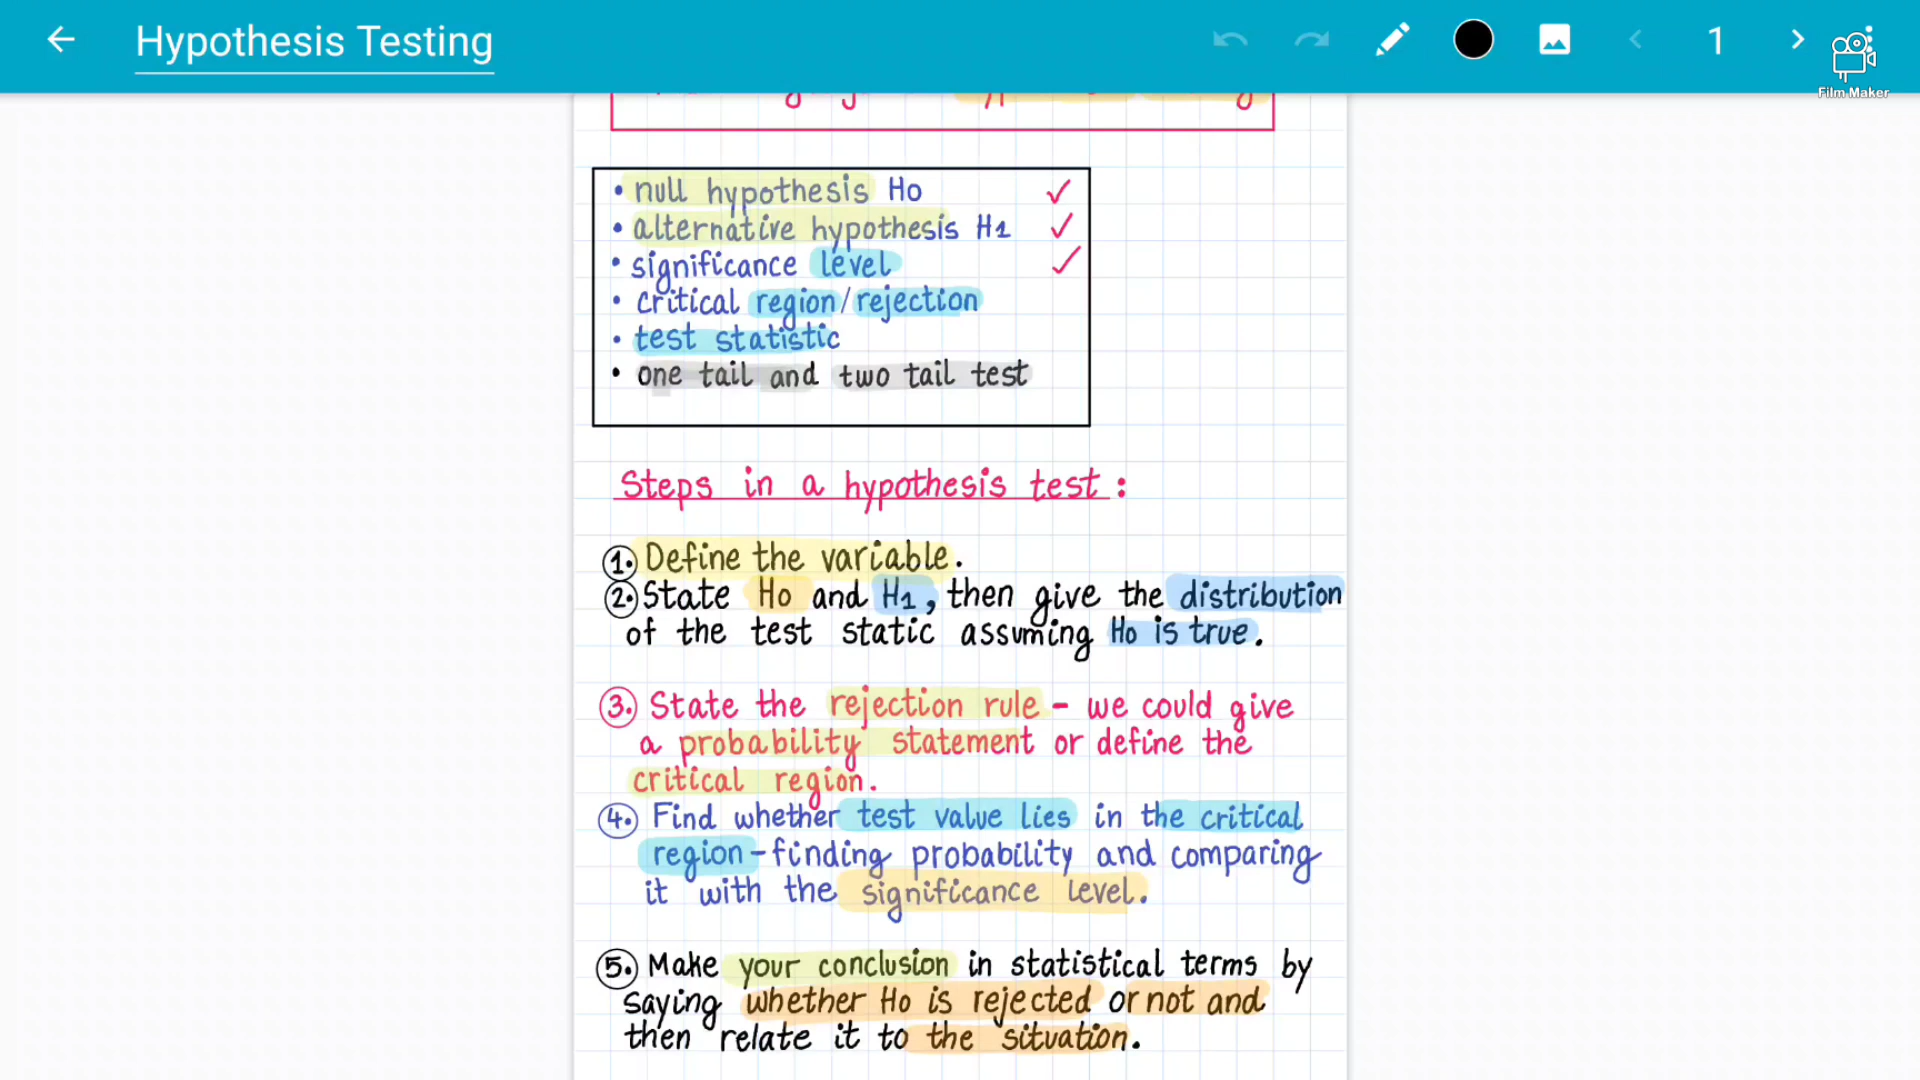 Hypothesis Testing
1
Film Maker
• null hypothesis Ho ✓
• alternative hypothesis H1 ✓
• significance level ✓
• critical region/rejection
• test statistic
• one tail and two tail test
Steps in a hypothesis test :
1. Define the variable.
2. State Ho and H1, then give the distribution
of the test static assuming Ho is true.
3. State the rejection rule - we could give
a probability statement or define the
critical region.
4. Find whether test value lies in the critical
region - finding probability and comparing
it with the significance level.
5. Make your conclusion in statistical terms by
saying whether Ho is rejected or not and
then relate it to the situation.